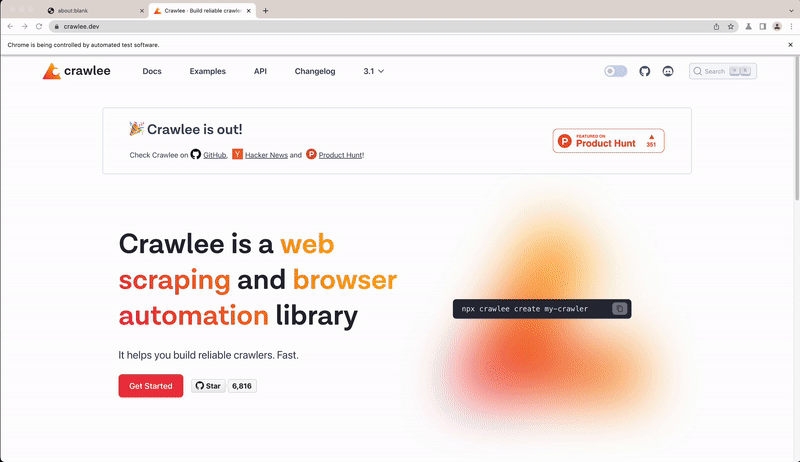 about:blank
Crawlee · Build reliable crawler
crawlee.dev
Chrome is being controlled by automated test software.
crawlee
Docs
Examples
API
Changelog
3.1
Search
🎉 Crawlee is out!
Check Crawlee on GitHub, Hacker News and Product Hunt!
FEATURED ON
Product Hunt
351
Crawlee is a web
scraping and browser
automation library
npx crawlee create my-crawler
It helps you build reliable crawlers. Fast.
Get Started
Star
6,816